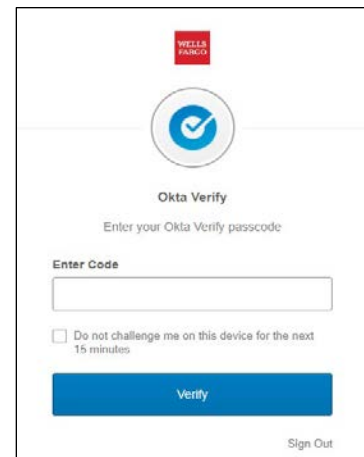 WELLS
FARGO
Okta Verify
Enter your Okta Verify passcode
Enter Code
Do not challenge me on this device for the next
15 minutes
Verify
Sign Out